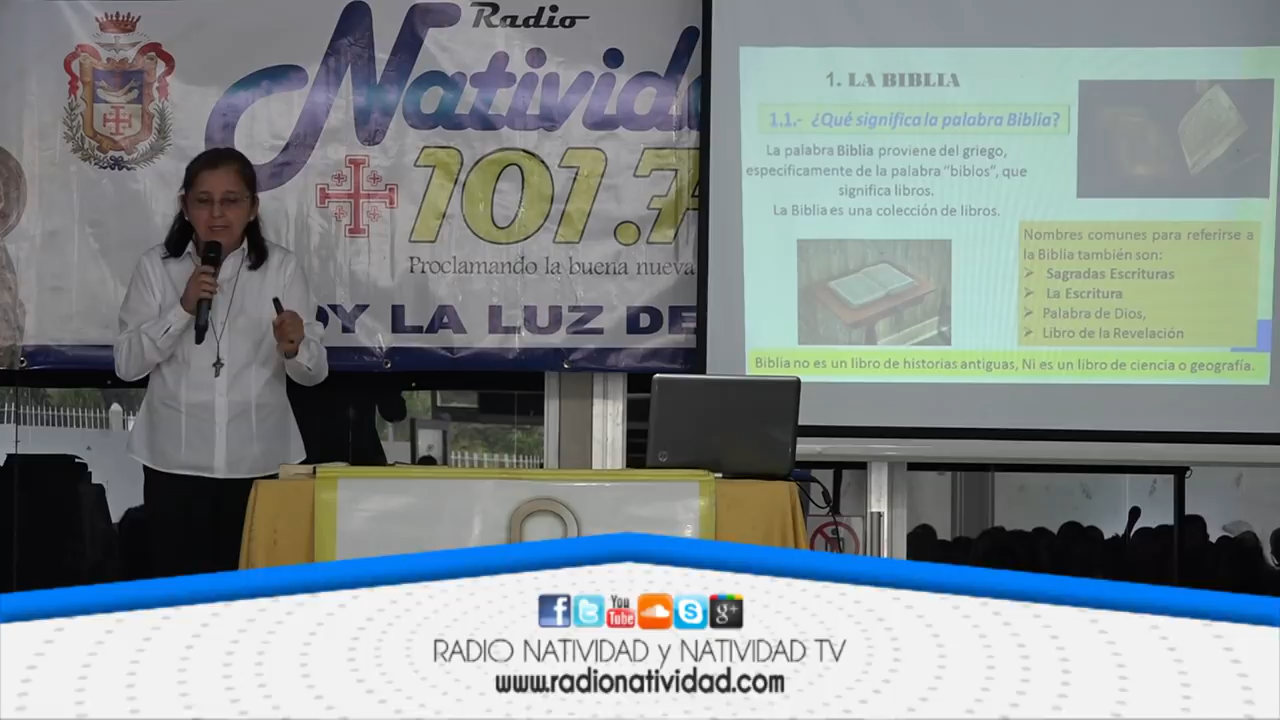 Radio
Nativid
101.7
Proclamando la buena nueva
OY LA LUZ DE
1. LA BIBLIA
1.1.- ¿Qué significa la palabra Biblia?
La palabra Biblia proviene del griego,
especificamente de la palabra "biblos", que
significa libros.
La Biblia es una colección de libros.
Nombres comunes para referirse a
la Biblia también son:
➢ Sagradas Escrituras
➢ La Escritura
➢ Palabra de Dios,
➢ Libro de la Revelación
Biblia no es un libro de historias antiguas, Ni es un libro de ciencia o geografía.
hp
f t You Tube S g+
RADIO NATIVIDAD y NATIVIDAD TV
www.radionatividad.com